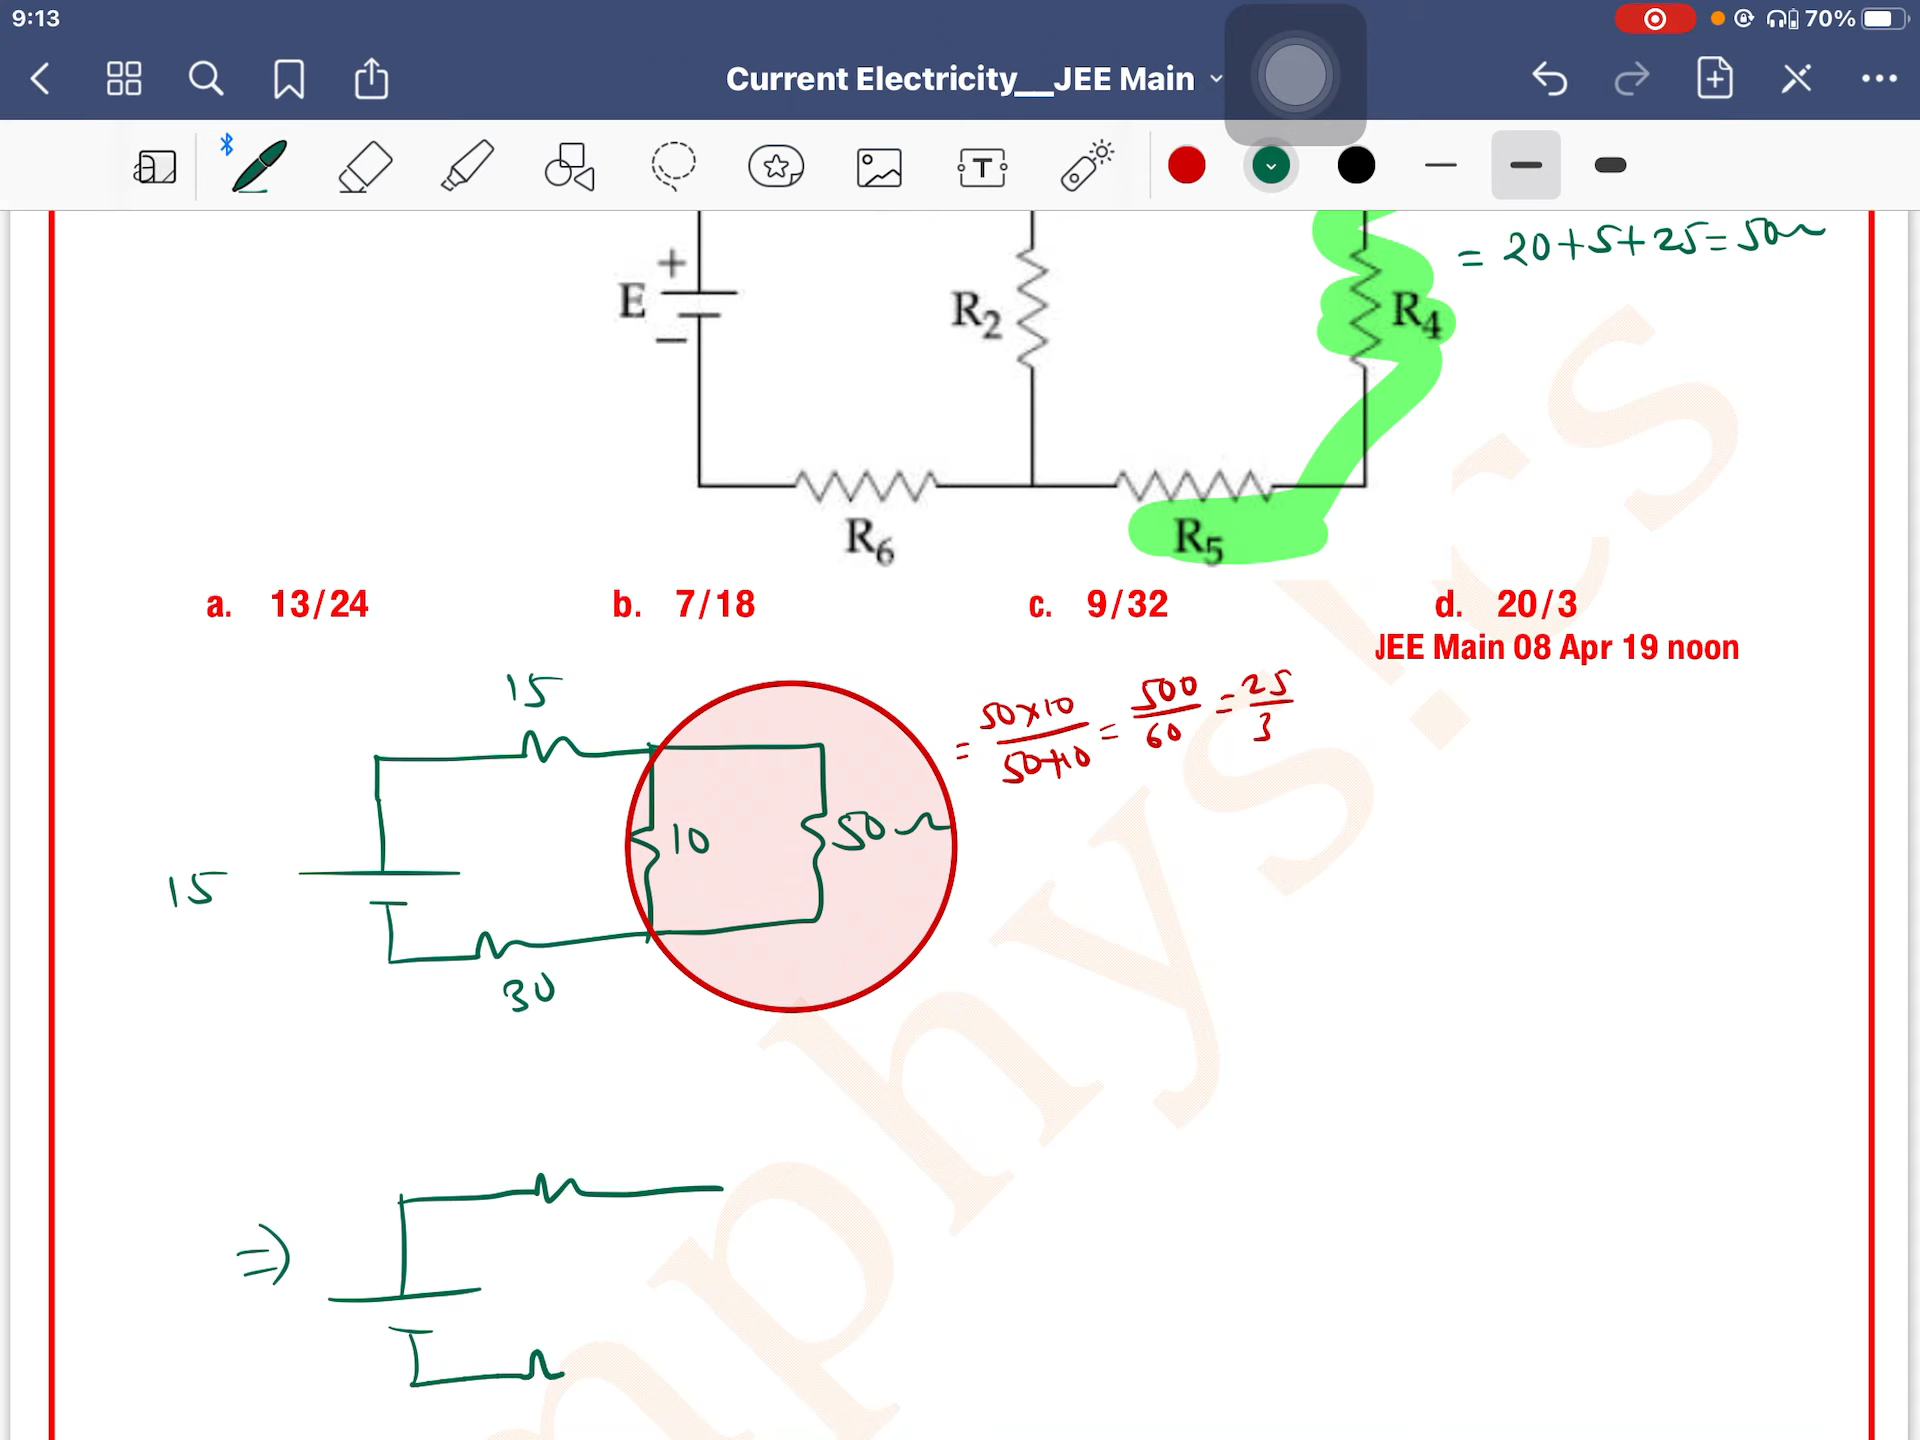 9:13
70%
Current Electricity__JEE Main
T
= 20+5+25=50Ω
+
E
R2
R4
−
R6
R5
a. 13/24 b. 7/18 c. 9/32 d. 20/3
JEE Main 08 Apr 19 noon
15
= 50×10/50+10 = 500/60 = 25/3
10
50Ω
15
30
⇒
mphys!cs